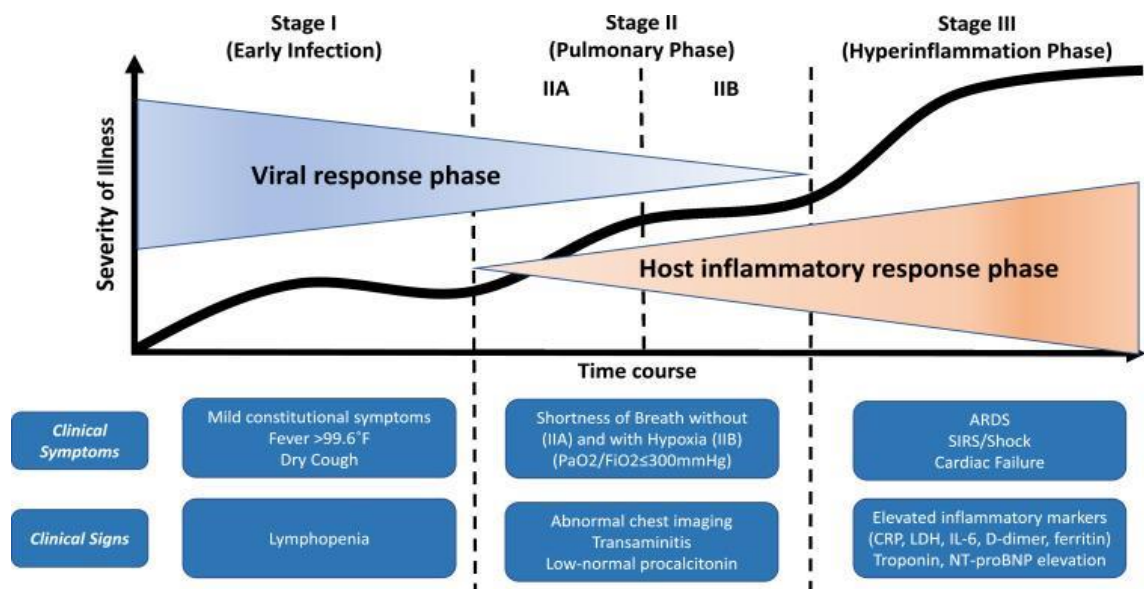 Stage I
(Early Infection)
Stage II
(Pulmonary Phase)
Stage III
(Hyperinflammation Phase)
IIA
IIB
Severity of Illness
Viral response phase
Host inflammatory response phase
Time course
Clinical
Symptoms
Mild constitutional symptoms
Fever >99.6°F
Dry Cough
Shortness of Breath without
(IIA) and with Hypoxia (IIB)
(PaO2/FiO2≤300mmHg)
ARDS
SIRS/Shock
Cardiac Failure
Clinical Signs
Lymphopenia
Abnormal chest imaging
Transaminitis
Low-normal procalcitonin
Elevated inflammatory markers
(CRP, LDH, IL-6, D-dimer, ferritin)
Troponin, NT-proBNP elevation